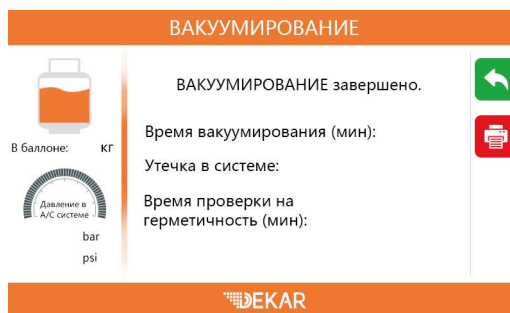 ВАКУУМИРОВАНИЕ
ВАКУУМИРОВАНИЕ завершено.
В баллоне: кг
Время вакуумирования (мин):
Утечка в системе:
Время проверки на
герметичность (мин):
Давление в
A/C системе
bar
psi
DEKAR